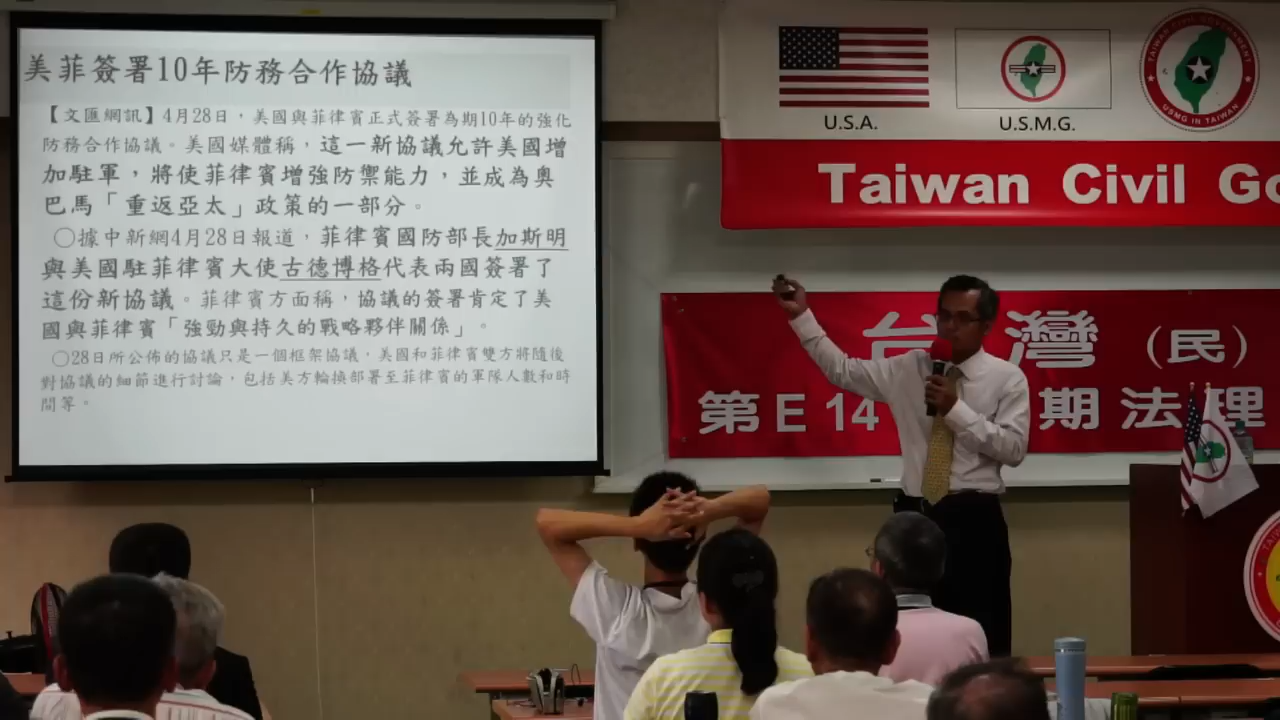 美菲簽署10年防務合作協議
【文匯網訊】4月28日，美國與菲律賓正式簽署為期10年的強化
防務合作協議。美國媒體稱，這一新協議允許美國增
加駐軍，將使菲律賓增強防禦能力，並成為奧
巴馬「重返亞太」政策的一部分。
○據中新網4月28日報道，菲律賓國防部長加斯明
與美國駐菲律賓大使古德博格代表兩國簽署了
這份新協議。菲律賓方面稱，協議的簽署肯定了美
國與菲律賓「強勁與持久的戰略夥伴關係」。
○28日所公佈的協議只是一個框架協議，美國和菲律賓雙方將隨後
對協議的細節進行討論，包括美方輪換部署至菲律賓的軍隊人數和時
間等。
U.S.A.
U.S.M.G.
TAIWAN CIVIL GOVERNMENT
USMG IN TAIWAN
Taiwan Civil Go
台灣（民）
第E14 期法理